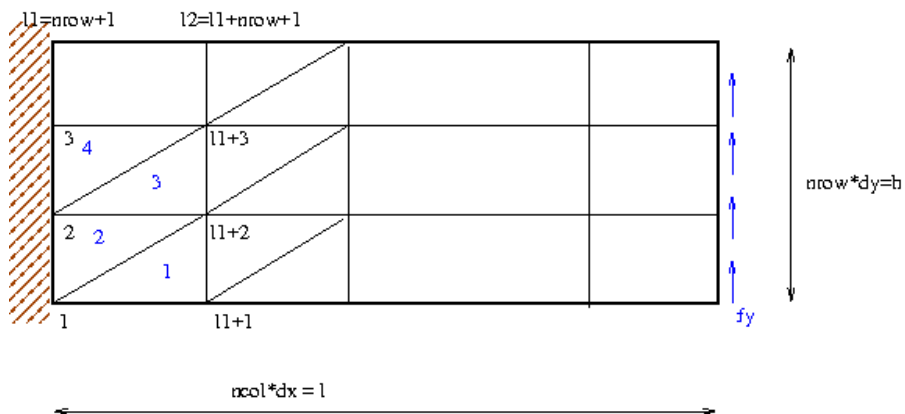 l1=nrow+1 l2=l1+nrow+1
3 4 l1+3
3
nrow*dy=h
2 2 l1+2
1
1 l1+1 fy
ncol*dx = l